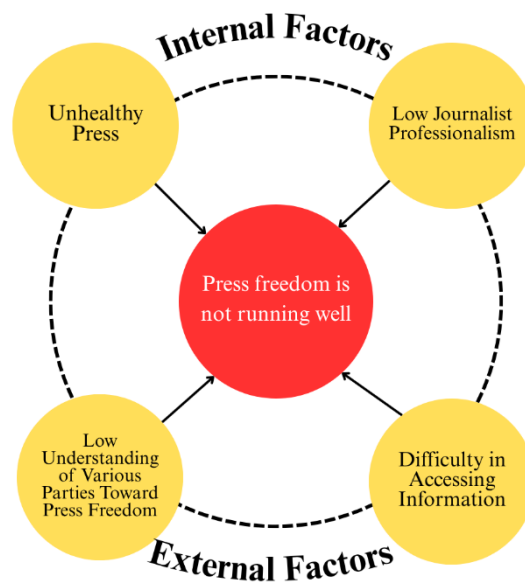 Internal Factors
Unhealthy
Press
Low Journalist
Professionalism
Press freedom is
not running well
Low
Understanding
of Various
Parties Toward
Press Freedom
Difficulty in
Accessing
Information
External Factors